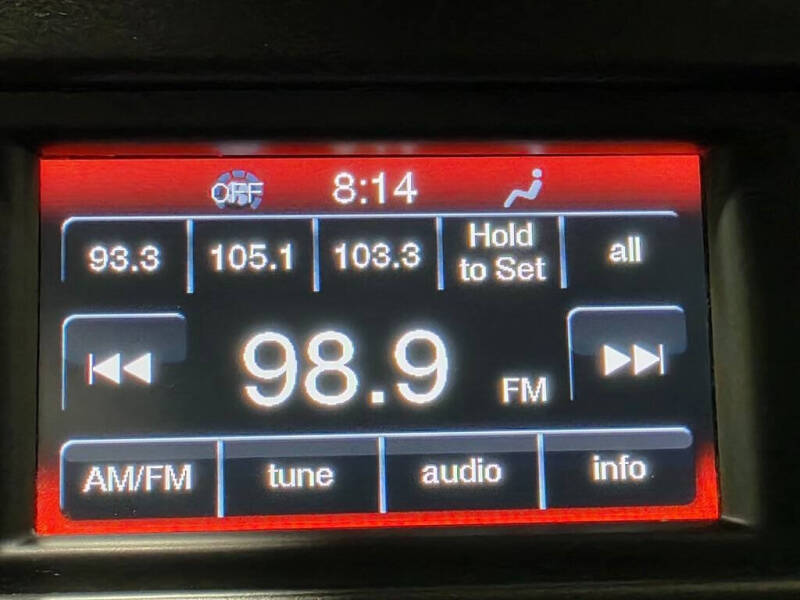 OFF 8:14
93.3 105.1 103.3 Hold to Set all
98.9 FM
AM/FM tune audio info